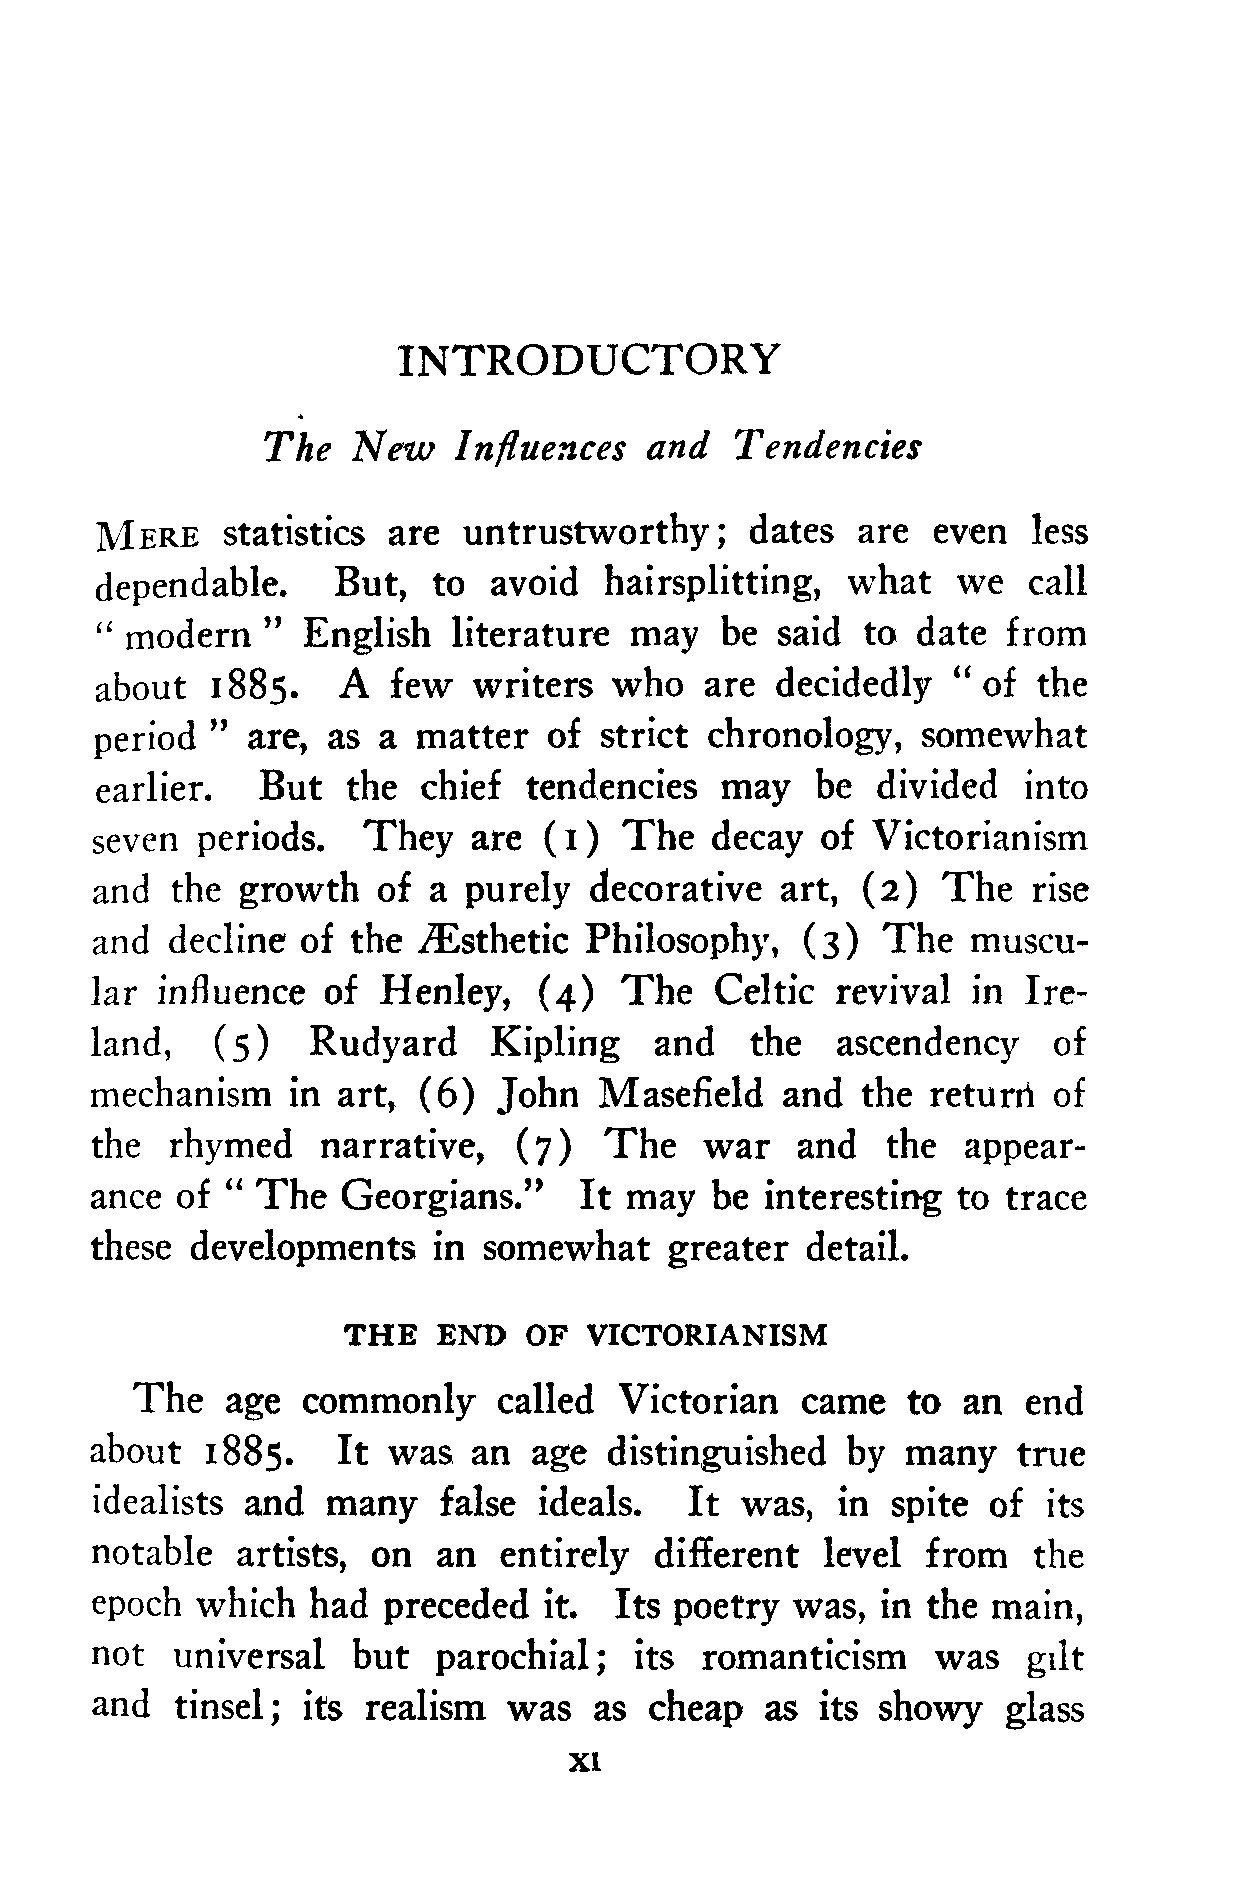 INTRODUCTORY
The New Influences and Tendencies
MERE statistics are untrustworthy; dates are even less
dependable. But, to avoid hairsplitting, what we call
“ modern ” English literature may be said to date from
about 1885. A few writers who are decidedly “ of the
period ” are, as a matter of strict chronology, somewhat
earlier. But the chief tendencies may be divided into
seven periods. They are (1) The decay of Victorianism
and the growth of a purely decorative art, (2) The rise
and decline of the Æsthetic Philosophy, (3) The muscu-
lar influence of Henley, (4) The Celtic revival in Ire-
land, (5) Rudyard Kipling and the ascendency of
mechanism in art, (6) John Masefield and the return of
the rhymed narrative, (7) The war and the appear-
ance of “ The Georgians.” It may be interesting to trace
these developments in somewhat greater detail.
THE END OF VICTORIANISM
The age commonly called Victorian came to an end
about 1885. It was an age distinguished by many true
idealists and many false ideals. It was, in spite of its
notable artists, on an entirely different level from the
epoch which had preceded it. Its poetry was, in the main,
not universal but parochial; its romanticism was gilt
and tinsel; its realism was as cheap as its showy glass
xi